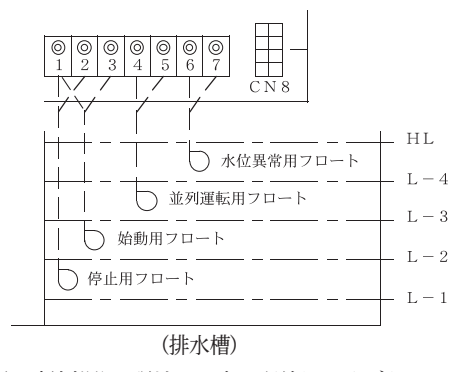 1 2 3 4 5 6 7
CN8
HL
水位異常用フロート
L-4
並列運転用フロート
L-3
始動用フロート
L-2
停止用フロート
L-1
(排水槽)